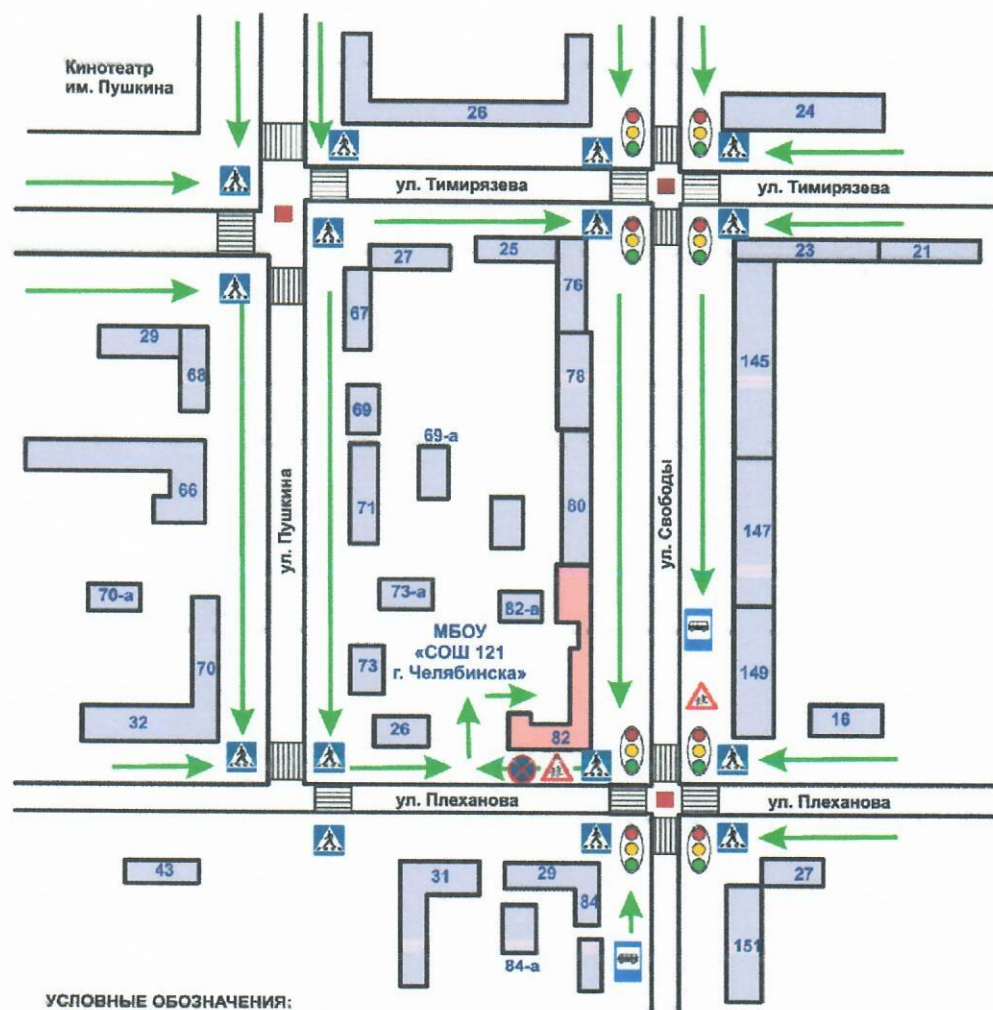 Кинотеатр
им. Пушкина
26
24
ул. Тимирязева
ул. Тимирязева
27
25
23
21
67
76
29
68
145
78
69
69-а
66
71
80
ул. Пушкина
ул. Свободы
147
70-а
73-а
82-а
МБОУ
«СОШ 121
г. Челябинска»
70
73
149
32
26
82
16
ул. Плеханова
ул. Плеханова
43
31
29
84
27
84-а
151
УСЛОВНЫЕ ОБОЗНАЧЕНИЯ: